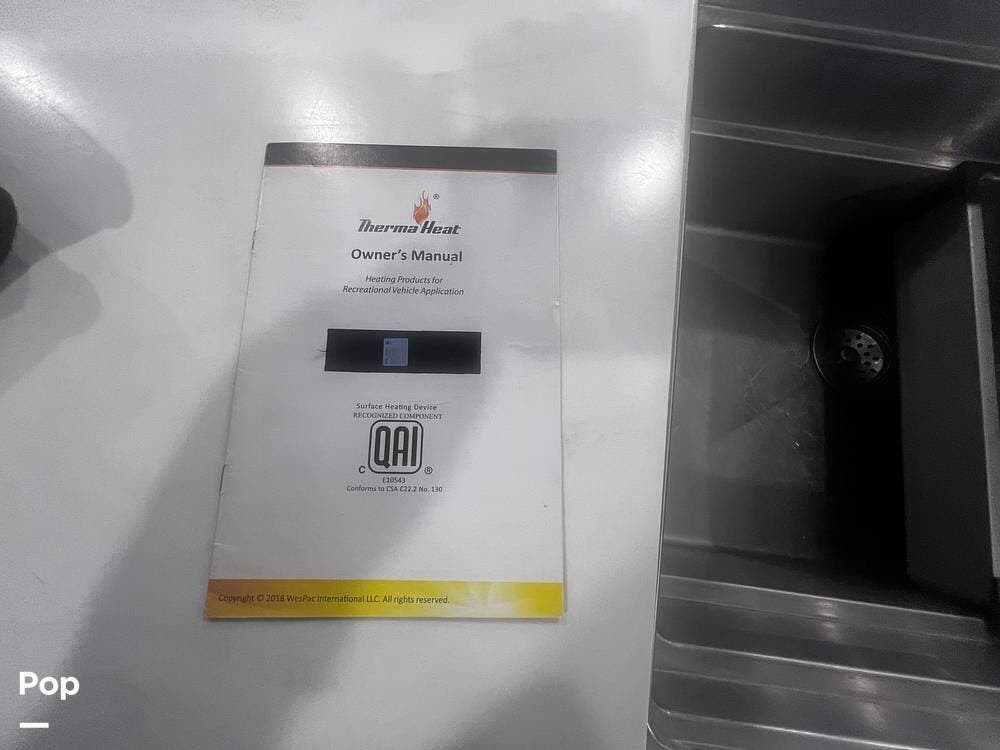 Therma Heat ®
Owner's Manual
Heating Products for
Recreational Vehicle Application
Surface Heating Device
RECOGNIZED COMPONENT
C QAI ®
E10543
Conforms to CSA C22.2 No. 130
Copyright © 2018 WesPac International LLC. All rights reserved.
Pop